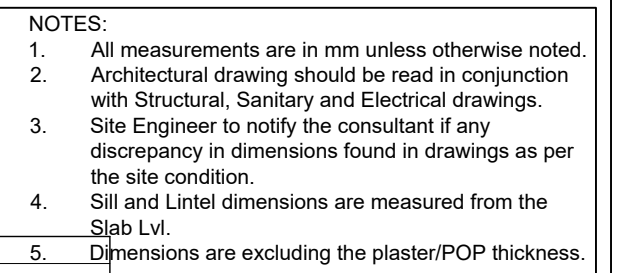 NOTES:
1. All measurements are in mm unless otherwise noted.
2. Architectural drawing should be read in conjunction
with Structural, Sanitary and Electrical drawings.
3. Site Engineer to notify the consultant if any
discrepancy in dimensions found in drawings as per
the site condition.
4. Sill and Lintel dimensions are measured from the
Slab Lvl.
5. Dimensions are excluding the plaster/POP thickness.